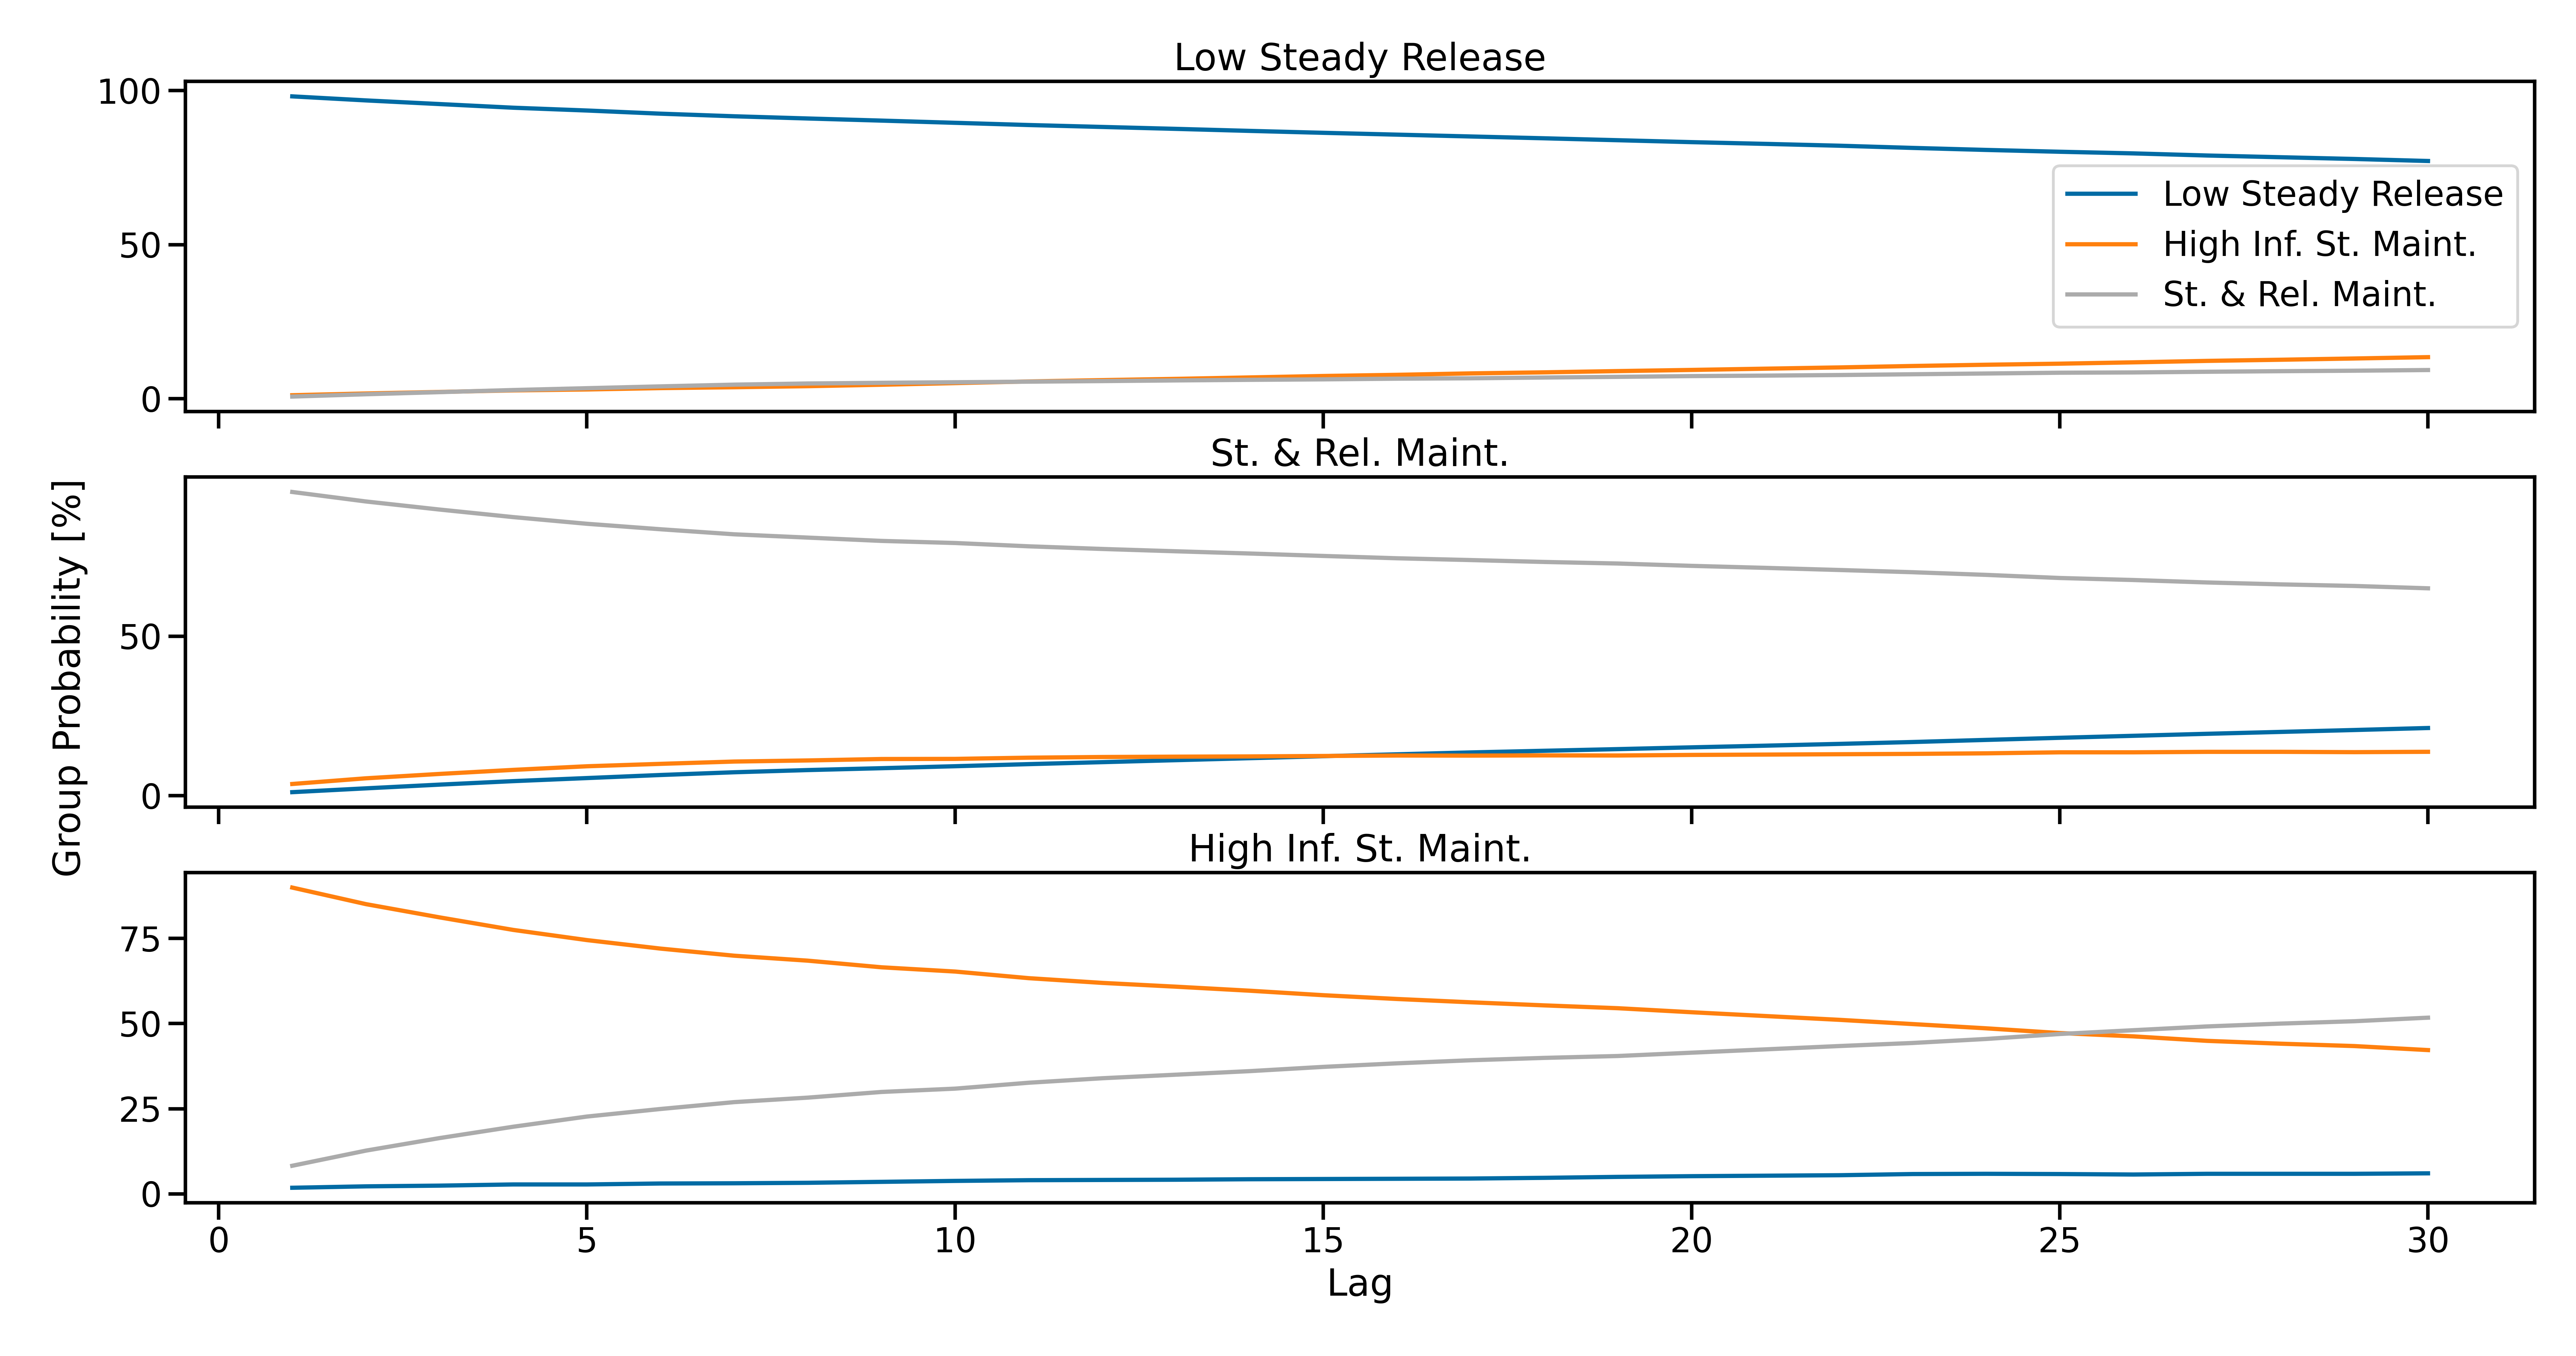 Low Steady Release
100
50
0
Low Steady Release
High Inf. St. Maint.
St. & Rel. Maint.
St. & Rel. Maint.
50
0
Group Probability [%]
High Inf. St. Maint.
75
50
25
0
0 5 10 15 20 25 30
Lag